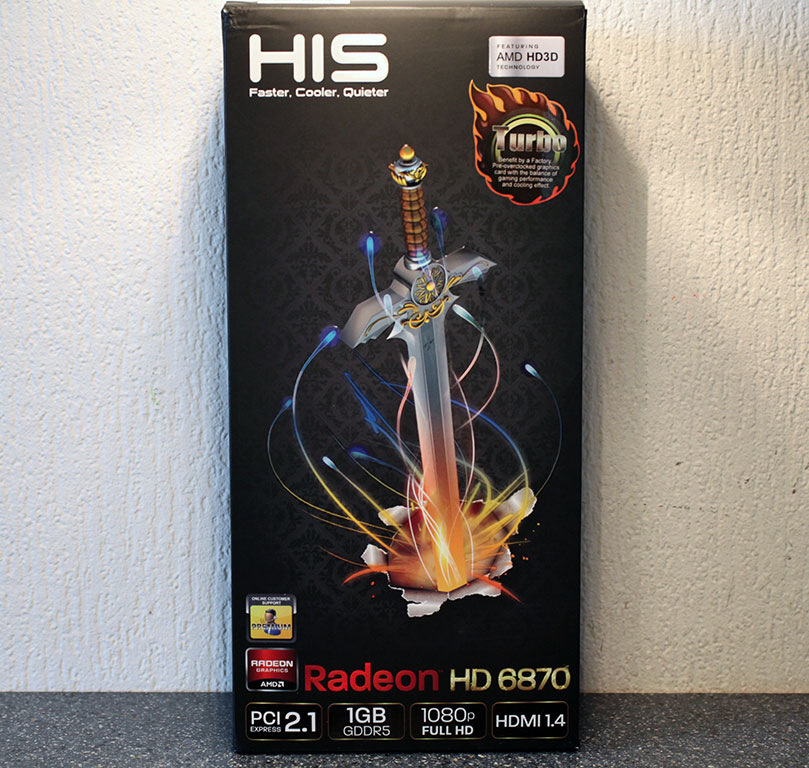 HIS
Faster, Cooler, Quieter
FEATURING
AMD HD3D
TECHNOLOGY
Turbo
Benefit by a Factory
Pre-overclocked graphics
card with the balance of
gaming performance
and cooling effect.
ONLINE CUSTOMER
SUPPORT
PREMIUM
RADEON
GRAPHICS
AMD
Radeon™ HD 6870
PCI EXPRESS 2.1
1GB
GDDR5
1080p
FULL HD
HDMI 1.4